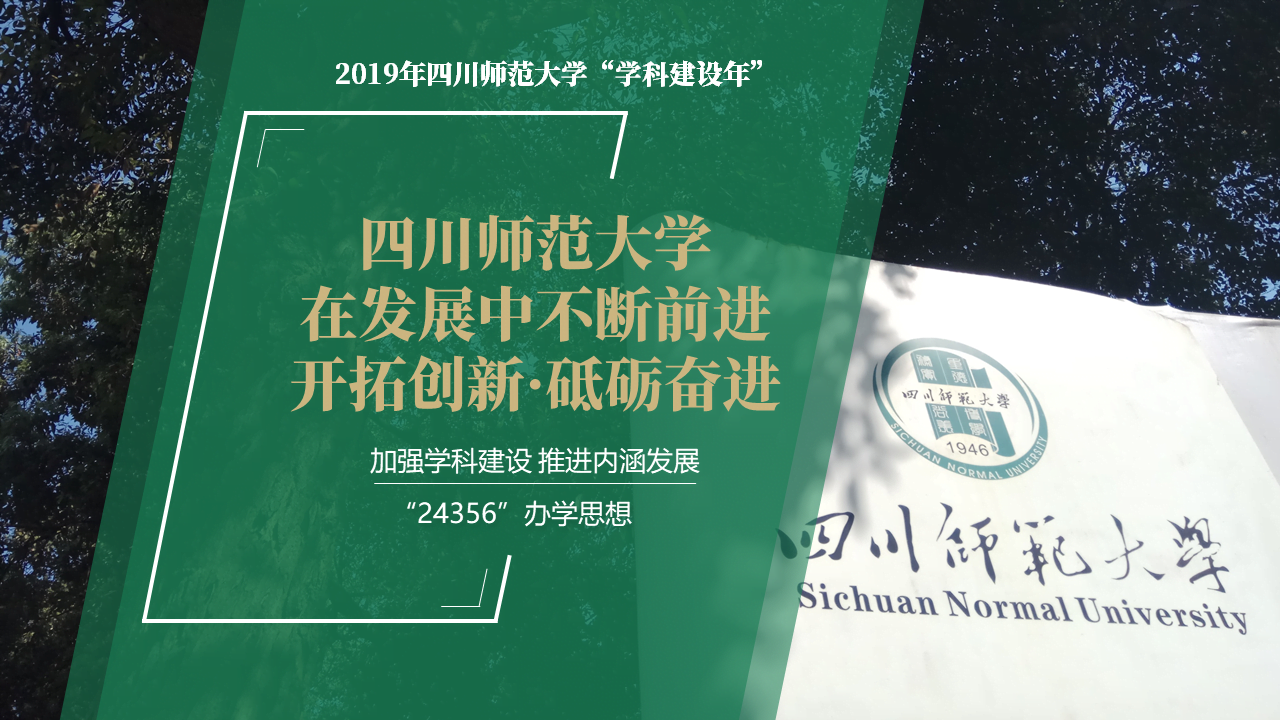 2019年四川师范大学“学科建设年”
四川师范大学
在发展中不断前进
开拓创新·砥砺奋进
加强学科建设 推进内涵发展
“24356”办学思想
四川师範大學
1946
SICHUAN NORMAL UNIVERSITY
四川师範大學
Sichuan Normal University